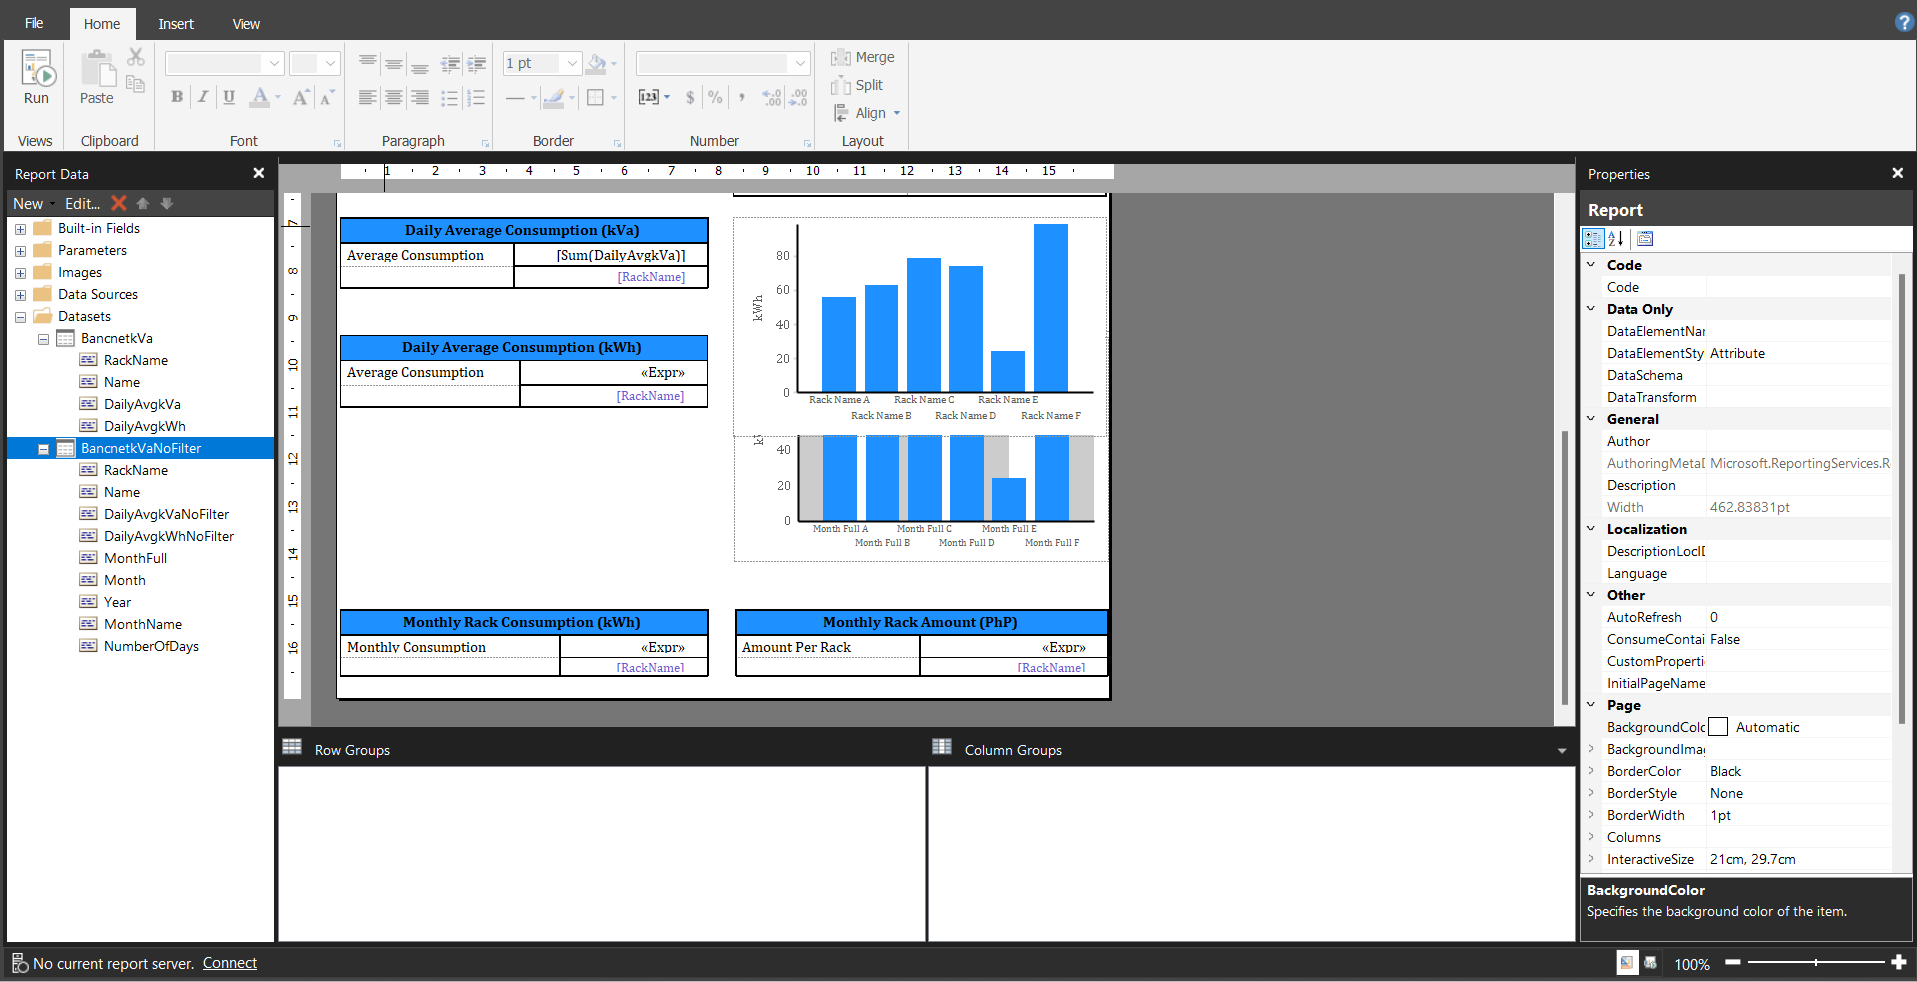 File
Home
Insert
View
Run
Views
Paste
Clipboard
B I U A A A
Font
Paragraph
1 pt
Border
[123] $ % , .00 .00
Number
Merge
Split
Align
Layout
Report Data
New Edit...
Built-in Fields
Parameters
Images
Data Sources
Datasets
BancnetkVa
RackName
Name
DailyAvgkVa
DailyAvgkWh
BancnetkVaNoFilter
RackName
Name
DailyAvgkVaNoFilter
DailyAvgkWhNoFilter
MonthFull
Month
Year
MonthName
NumberOfDays
1 2 3 4 5 6 7 8 9 10 11 12 13 14 15
7
8
9
10
11
12
13
14
15
16
Daily Average Consumption (kVa)
Average Consumption [Sum(DailyAvgkVa)]
[RackName]
Daily Average Consumption (kWh)
Average Consumption «Expr»
[RackName]
kWh
80
60
40
20
0
Rack Name A Rack Name C Rack Name E
Rack Name B Rack Name D Rack Name F
40
20
0
Month Full A Month Full C Month Full E
Month Full B Month Full D Month Full F
Monthly Rack Consumption (kWh)
Monthly Consumption «Expr»
[RackName]
Monthly Rack Amount (PhP)
Amount Per Rack «Expr»
[RackName]
Row Groups
Column Groups
Properties
Report
Code
Code
Data Only
DataElementNar
DataElementSty Attribute
DataSchema
DataTransform
General
Author
AuthoringMetaD Microsoft.ReportingServices.R
Description
Width 462.83831pt
Localization
DescriptionLocID
Language
Other
AutoRefresh 0
ConsumeContai False
CustomProperti
InitialPageName
Page
BackgroundColo Automatic
BackgroundImag
BorderColor Black
BorderStyle None
BorderWidth 1pt
Columns
InteractiveSize 21cm, 29.7cm
BackgroundColor
Specifies the background color of the item.
No current report server. Connect
100%